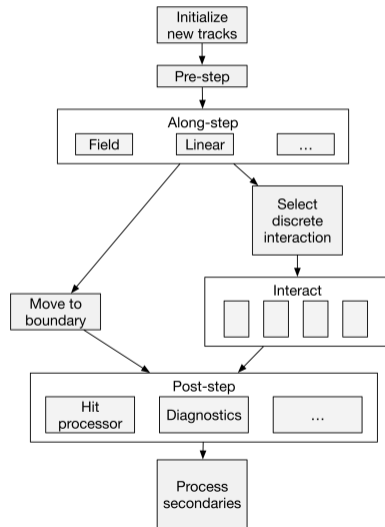 Initialize
new tracks
Pre-step
Along-step
Field
Linear
...
Select
discrete
interaction
Move to
boundary
Interact
Post-step
Hit
processor
Diagnostics
...
Process
secondaries